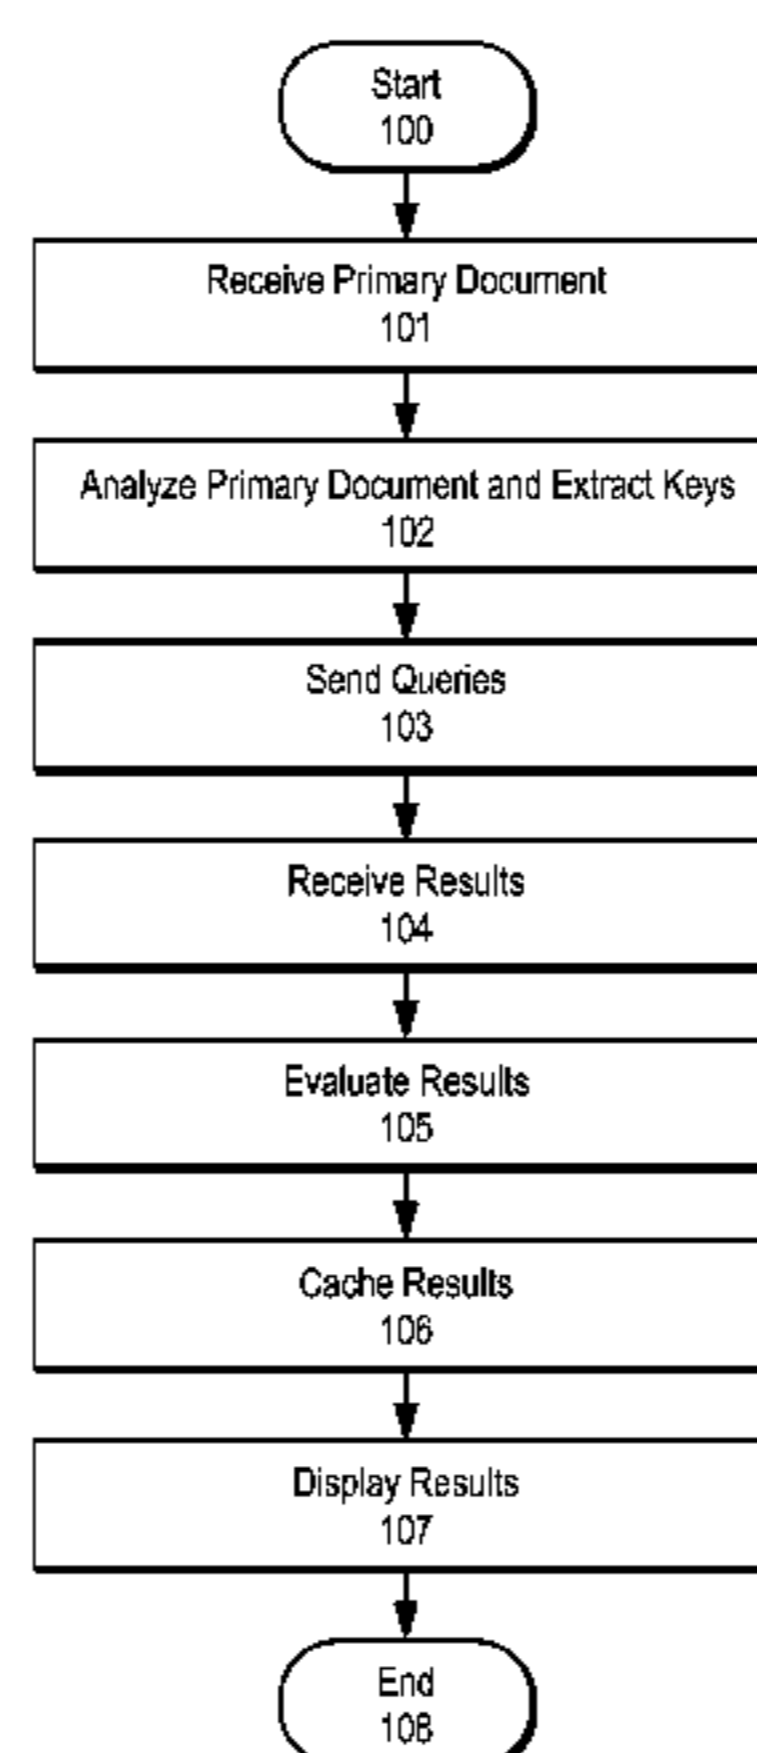 Start
100
Receive Primary Document
101
Analyze Primary Document and Extract Keys
102
Send Queries
103
Receive Results
104
Evaluate Results
105
Cache Results
106
Display Results
107
End
108